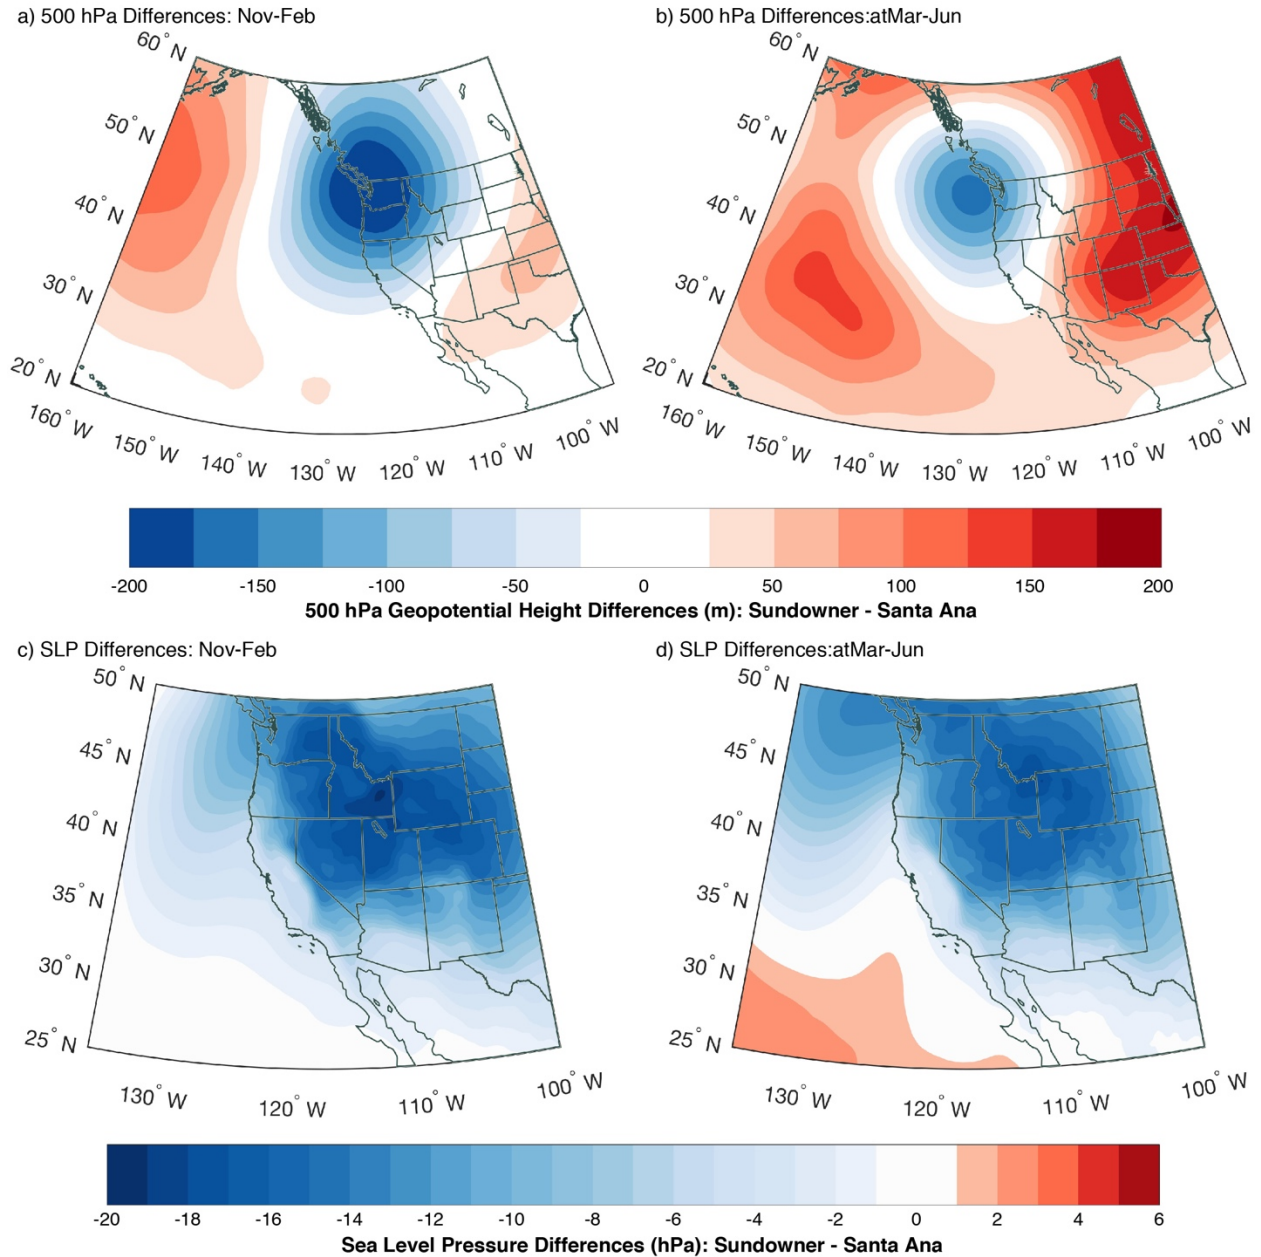 a) 500 hPa Differences: Nov-Feb
b) 500 hPa Differences:atMar-Jun
60° N
50° N
40° N
30° N
20° N
160° W
150° W
140° W
130° W
120° W
110° W
100° W
60° N
50° N
40° N
30° N
20° N
160° W
150° W
140° W
130° W
120° W
110° W
100° W
-200 -150 -100 -50 0 50 100 150 200
500 hPa Geopotential Height Differences (m): Sundowner - Santa Ana
c) SLP Differences: Nov-Feb
d) SLP Differences:atMar-Jun
50° N
45° N
40° N
35° N
30° N
25° N
130° W
120° W
110° W
100° W
50° N
45° N
40° N
35° N
30° N
25° N
130° W
120° W
110° W
100° W
-20 -18 -16 -14 -12 -10 -8 -6 -4 -2 0 2 4 6
Sea Level Pressure Differences (hPa): Sundowner - Santa Ana